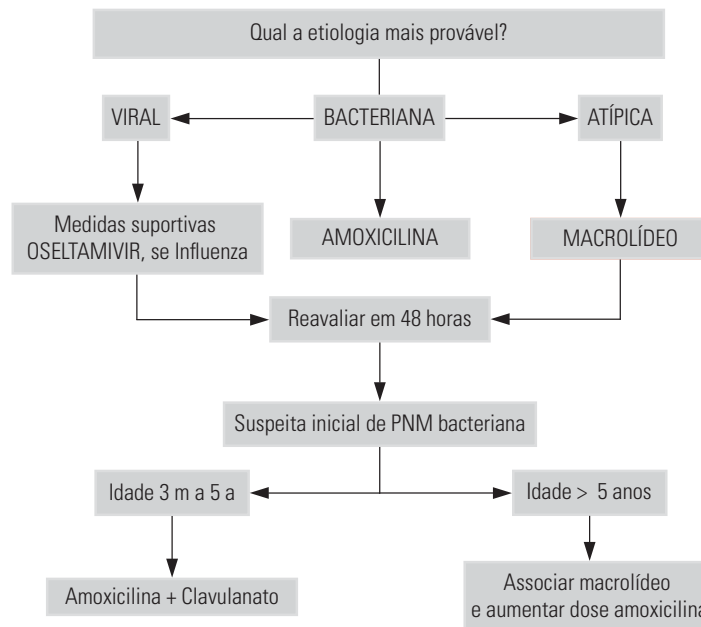 Qual a etiologia mais provável?
VIRAL
BACTERIANA
ATÍPICA
Medidas suportivas
OSELTAMIVIR, se Influenza
AMOXICILINA
MACROLÍDEO
Reavaliar em 48 horas
Suspeita inicial de PNM bacteriana
Idade 3 m a 5 a
Idade > 5 anos
Amoxicilina + Clavulanato
Associar macrolídeo
e aumentar dose amoxicilina